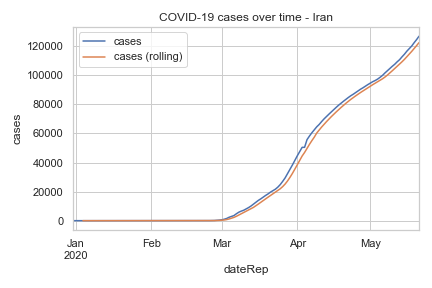 COVID-19 cases over time - Iran
cases
cases (rolling)
120000
100000
80000
60000
40000
20000
0
cases
Jan Feb Mar Apr May
2020
dateRep